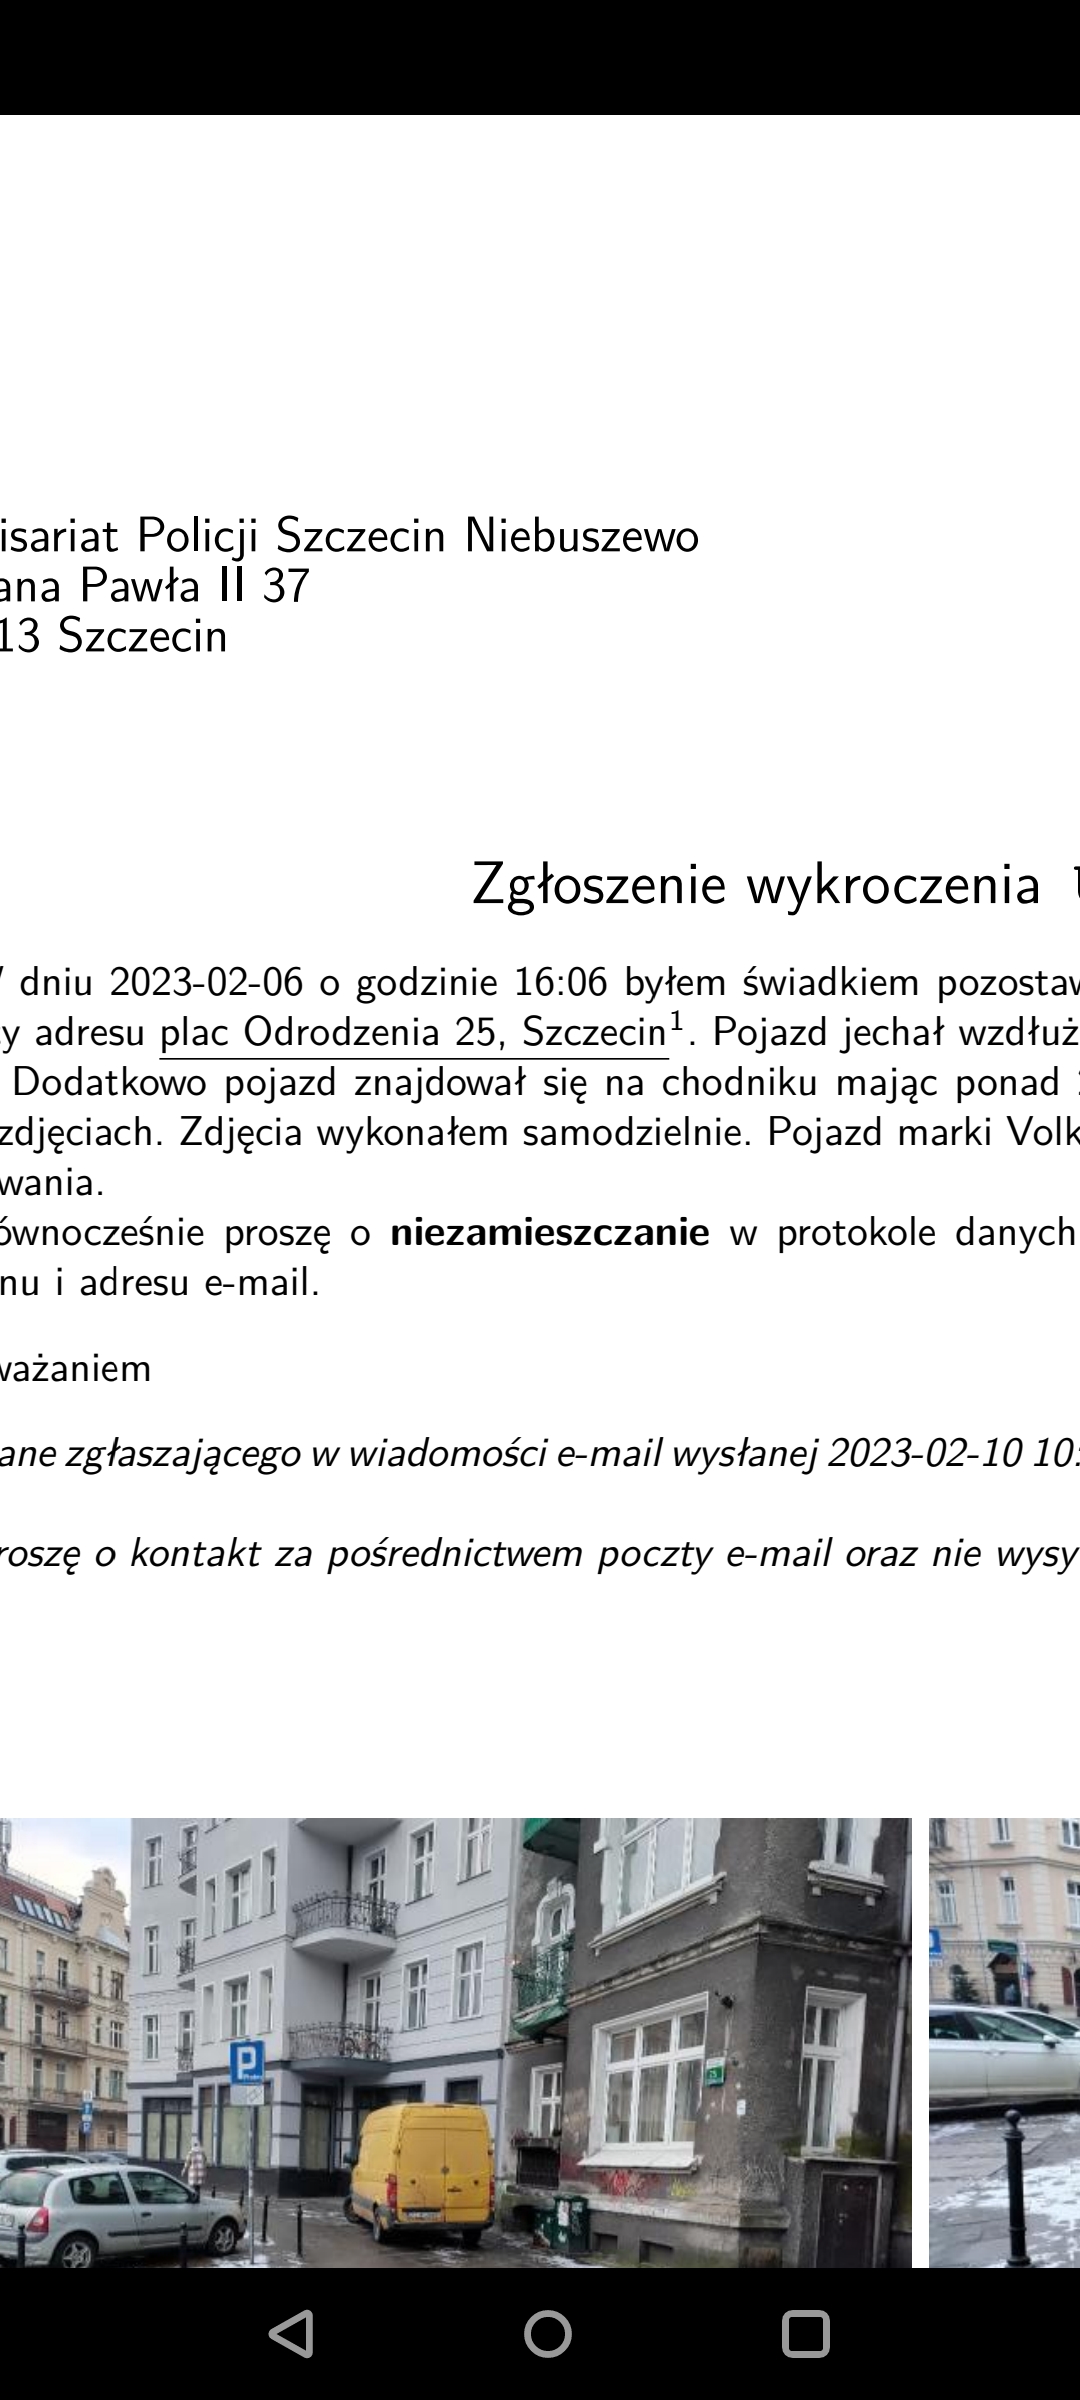 isariat Policji Szczecin Niebuszewo
ana Pawła II 37
13 Szczecin
Zgłoszenie wykroczenia
dniu 2023-02-06 o godzinie 16:06 byłem świadkiem pozostaw
y adresu plac Odrodzenia 25, Szczecin¹. Pojazd jechał wzdłuż
Dodatkowo pojazd znajdował się na chodniku mając ponad
zdjęciach. Zdjęcia wykonałem samodzielnie. Pojazd marki Volk
wania.
ównocześnie proszę o niezamieszczanie w protokole danych
nu i adresu e-mail.
ważaniem
ane zgłaszającego w wiadomości e-mail wysłanej 2023-02-10 10:
roszę o kontakt za pośrednictwem poczty e-mail oraz nie wysy
P